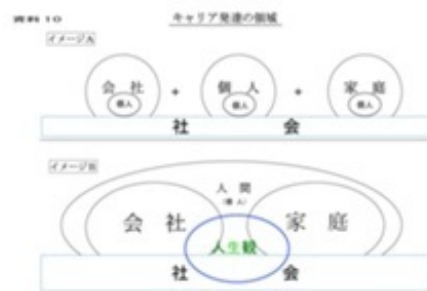 資料10 キャリア発達の領域
イメージA
会社 + 個人 + 家庭
個人 個人 個人
社会
イメージB
人間
(個人)
会社 家庭
人生観
社会